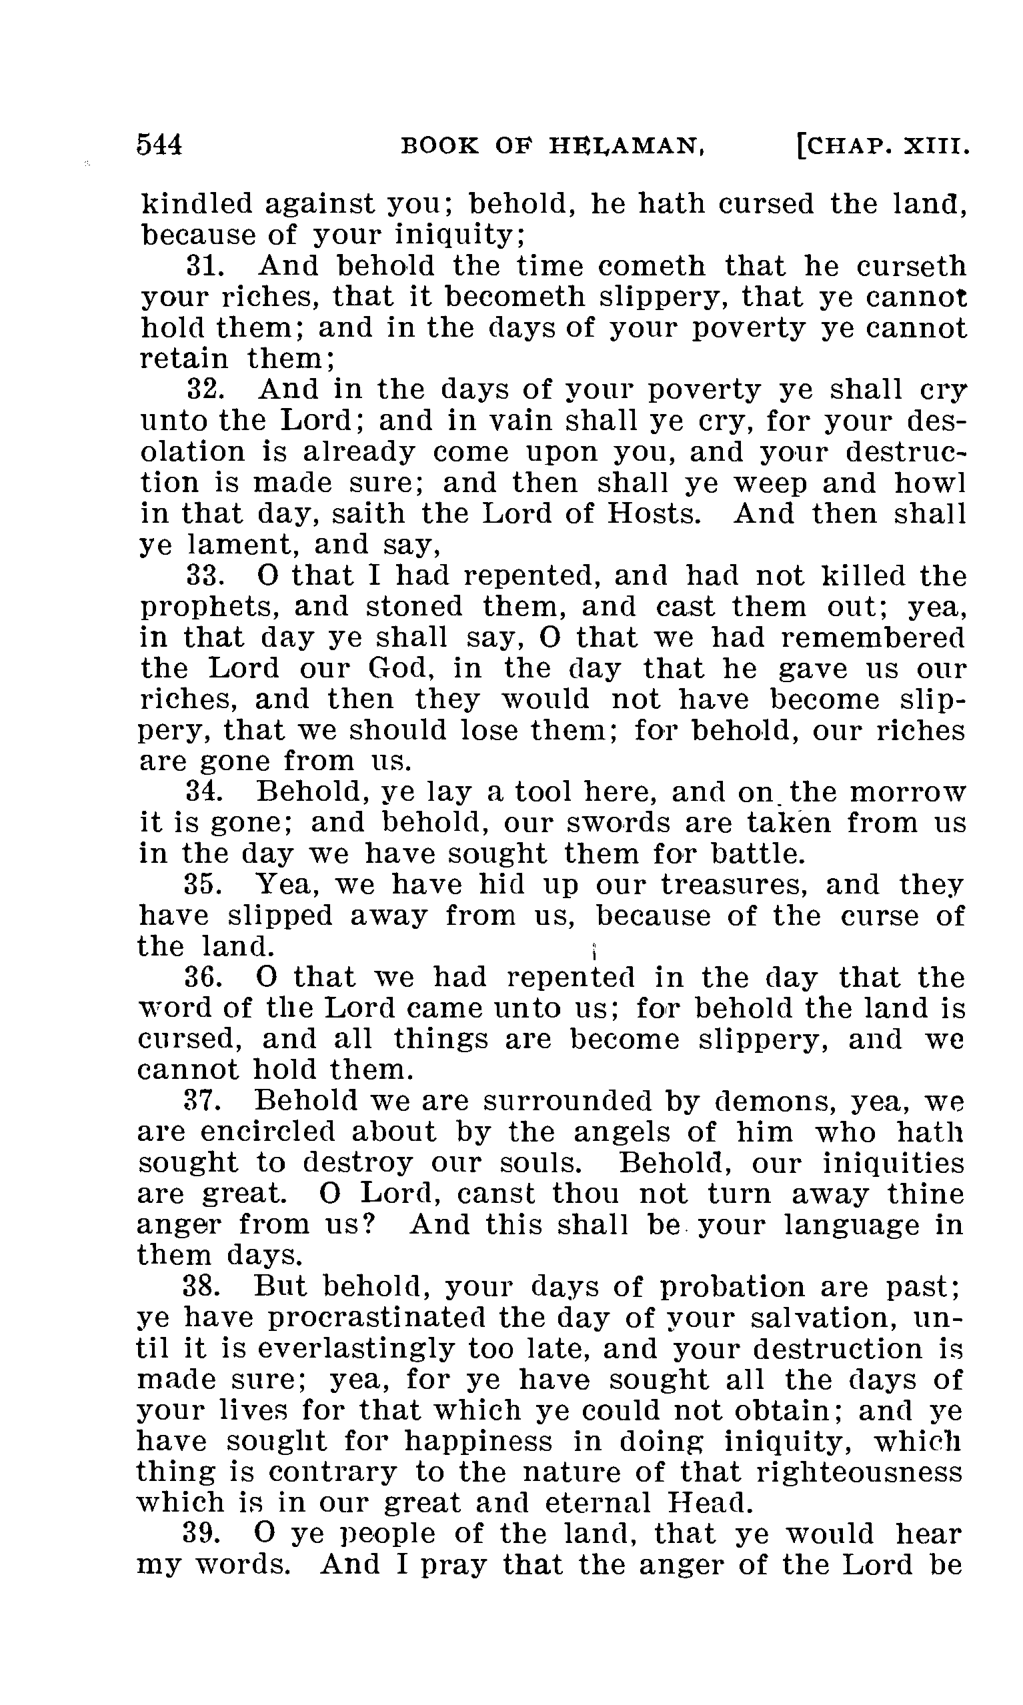 544 BOOK OF HELAMAN, [CHAP. XIII.
kindled against you; behold, he hath cursed the land,
because of your iniquity;
31. And behold the time cometh that he curseth
your riches, that it becometh slippery, that ye cannot
hold them; and in the days of your poverty ye cannot
retain them;
32. And in the days of your poverty ye shall cry
unto the Lord; and in vain shall ye cry, for your des-
olation is already come upon you, and your destruc-
tion is made sure; and then shall ye weep and howl
in that day, saith the Lord of Hosts. And then shall
ye lament, and say,
33. O that I had repented, and had not killed the
prophets, and stoned them, and cast them out; yea,
in that day ye shall say, O that we had remembered
the Lord our God, in the day that he gave us our
riches, and then they would not have become slip-
pery, that we should lose them; for behold, our riches
are gone from us.
34. Behold, ye lay a tool here, and on the morrow
it is gone; and behold, our swords are taken from us
in the day we have sought them for battle.
35. Yea, we have hid up our treasures, and they
have slipped away from us, because of the curse of
the land.
36. O that we had repented in the day that the
word of the Lord came unto us; for behold the land is
cursed, and all things are become slippery, and we
cannot hold them.
37. Behold we are surrounded by demons, yea, we
are encircled about by the angels of him who hath
sought to destroy our souls. Behold, our iniquities
are great. O Lord, canst thou not turn away thine
anger from us? And this shall be your language in
them days.
38. But behold, your days of probation are past;
ye have procrastinated the day of your salvation, un-
til it is everlastingly too late, and your destruction is
made sure; yea, for ye have sought all the days of
your lives for that which ye could not obtain; and ye
have sought for happiness in doing iniquity, which
thing is contrary to the nature of that righteousness
which is in our great and eternal Head.
39. O ye people of the land, that ye would hear
my words. And I pray that the anger of the Lord be